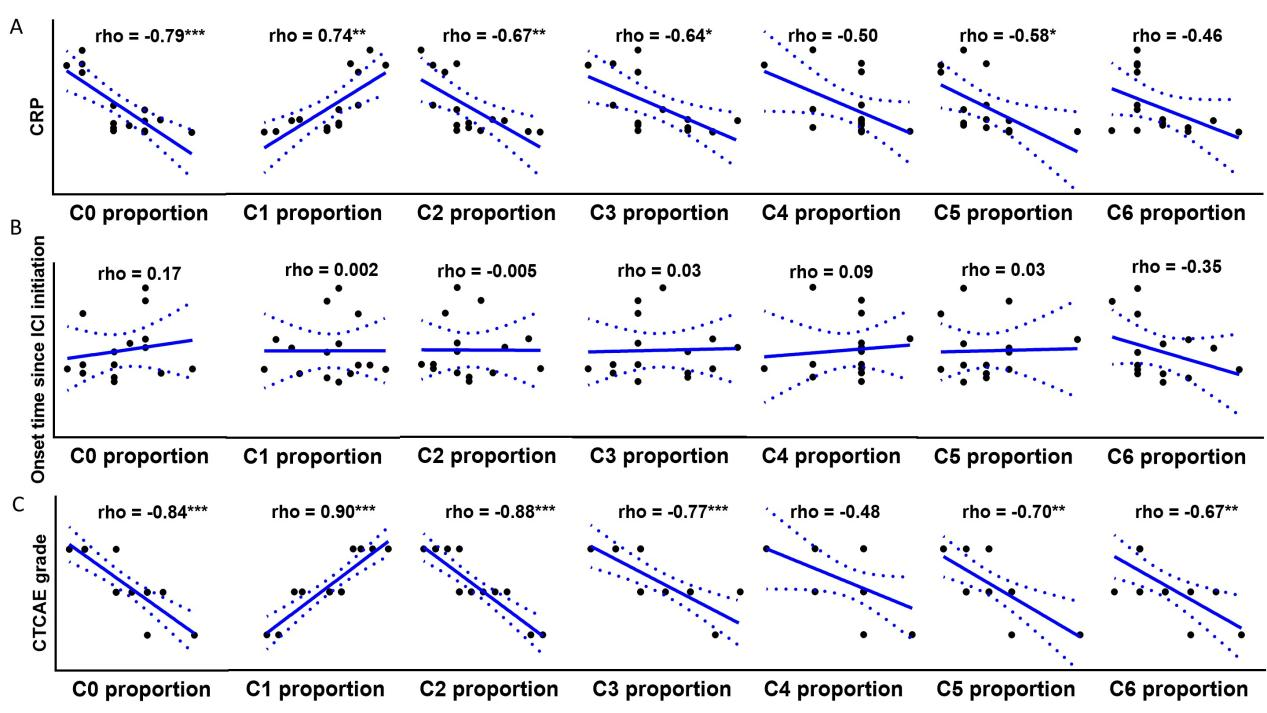 A
rho = -0.79*** rho = 0.74** rho = -0.67** rho = -0.64* rho = -0.50 rho = -0.58* rho = -0.46
CRP
C0 proportion C1 proportion C2 proportion C3 proportion C4 proportion C5 proportion C6 proportion
B
rho = 0.17 rho = 0.002 rho = -0.005 rho = 0.03 rho = 0.09 rho = 0.03 rho = -0.35
Onset time since ICI initiation
C0 proportion C1 proportion C2 proportion C3 proportion C4 proportion C5 proportion C6 proportion
C
rho = -0.84*** rho = 0.90*** rho = -0.88*** rho = -0.77*** rho = -0.48 rho = -0.70** rho = -0.67**
CTCAE grade
C0 proportion C1 proportion C2 proportion C3 proportion C4 proportion C5 proportion C6 proportion